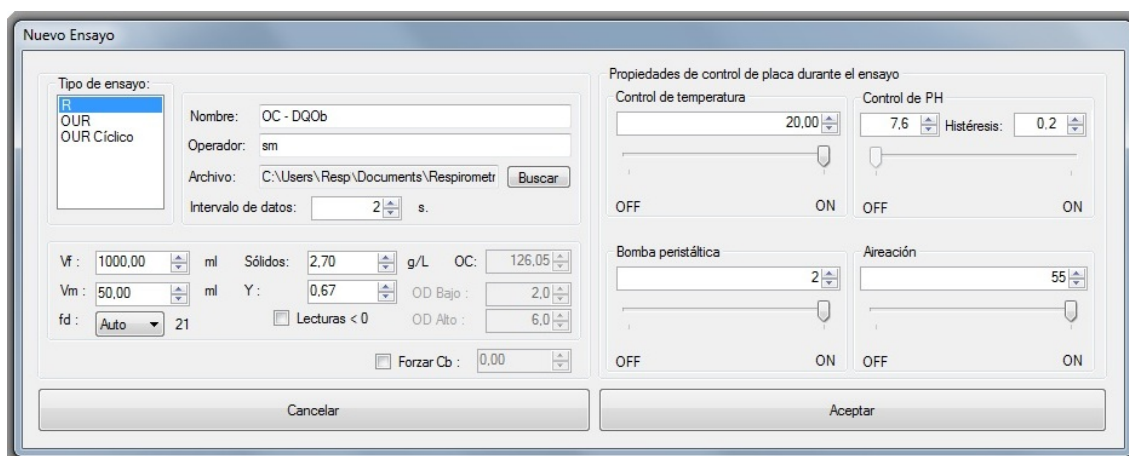 Nuevo Ensayo
Tipo de ensayo:
R
OUR
OUR Cíclico
Nombre: OC - DQOb
Operador: sm
Archivo: C:\Users\Resp\Documents\Respirometr Buscar
Intervalo de datos: 2 s.
Vf : 1000,00 ml Sólidos: 2,70 g/L OC: 126,05
Vm : 50,00 ml Y : 0,67 OD Bajo : 2,0
fd : Auto 21 Lecturas < 0 OD Alto : 6,0
Forzar Cb : 0,00
Propiedades de control de placa durante el ensayo
Control de temperatura
20,00
OFF ON
Control de PH
7,6 Histéresis: 0,2
OFF ON
Bomba peristáltica
2
OFF ON
Aireación
55
OFF ON
Cancelar
Aceptar